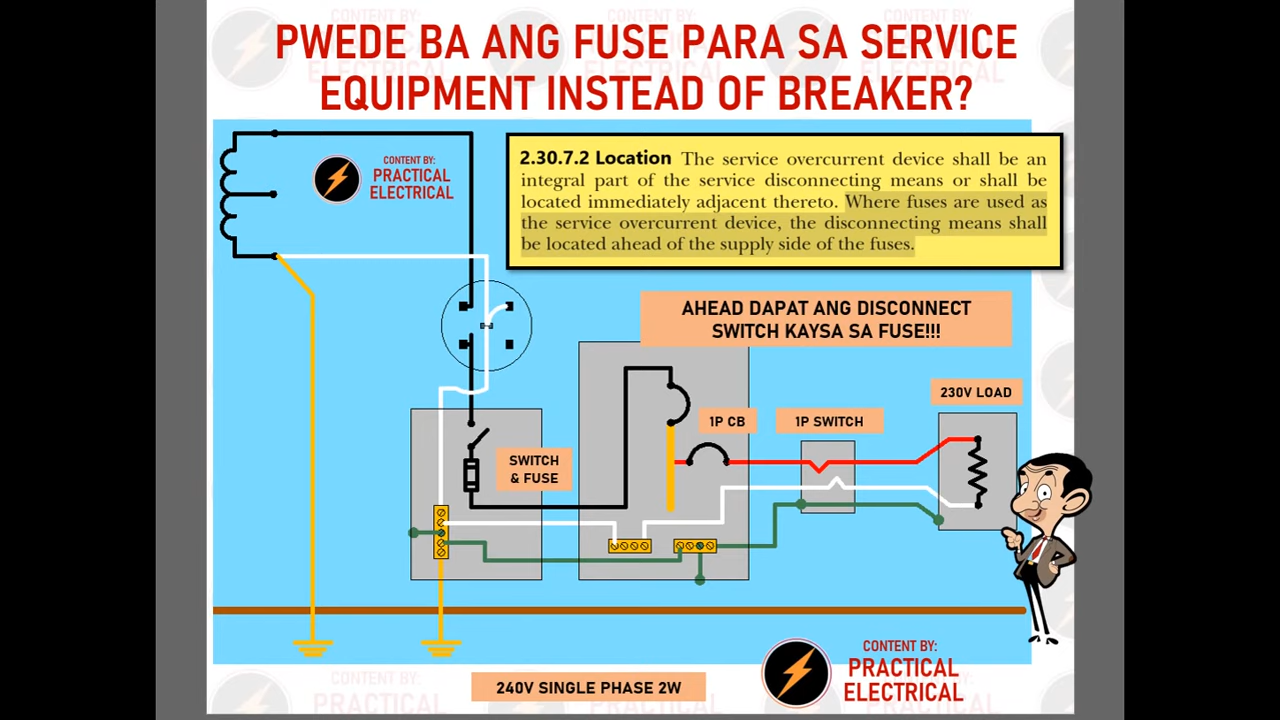 PWEDE BA ANG FUSE PARA SA SERVICE
EQUIPMENT INSTEAD OF BREAKER?
CONTENT BY:
PRACTICAL
ELECTRICAL
2.30.7.2 Location The service overcurrent device shall be an
integral part of the service disconnecting means or shall be
located immediately adjacent thereto. Where fuses are used as
the service overcurrent device, the disconnecting means shall
be located ahead of the supply side of the fuses.
AHEAD DAPAT ANG DISCONNECT
SWITCH KAYSA SA FUSE!!!
230V LOAD
1P CB
1P SWITCH
SWITCH
& FUSE
CONTENT BY:
PRACTICAL
ELECTRICAL
240V SINGLE PHASE 2W